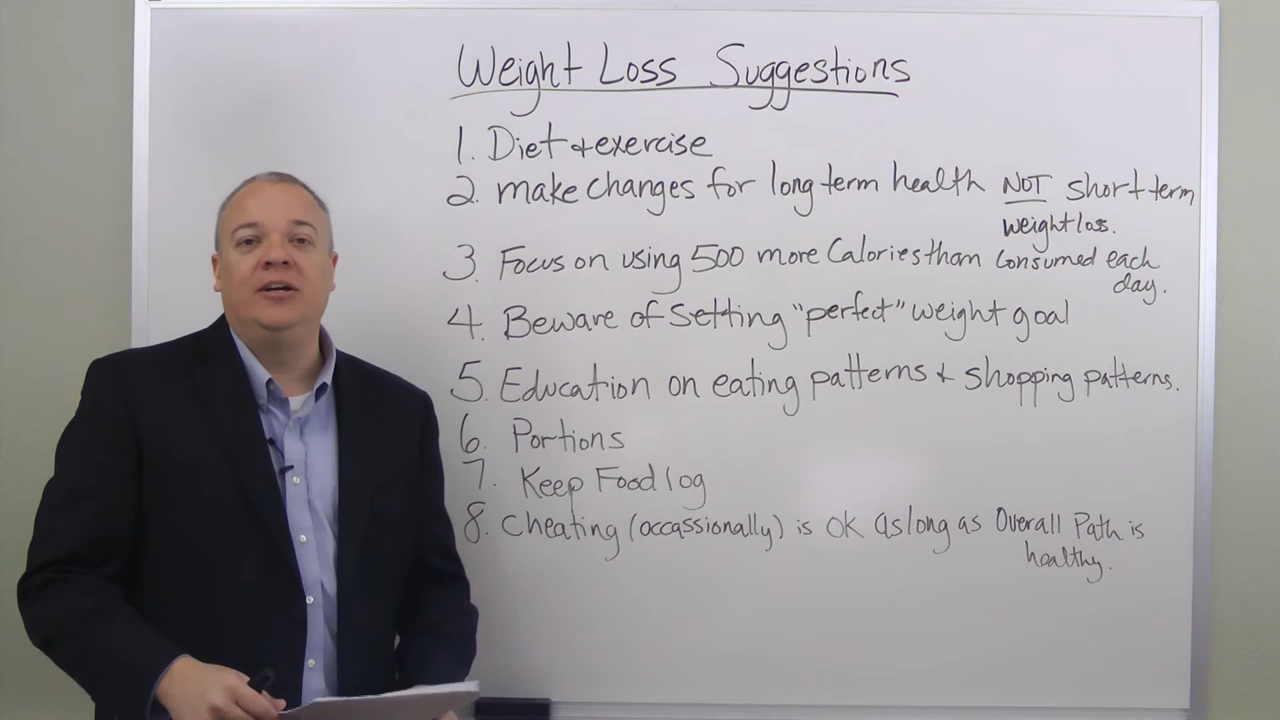 Weight Loss Suggestions
1. Diet & exercise
2. make changes for long term health NOT short term
weight loss.
3. Focus on using 500 more Calories than consumed each
day.
4. Beware of setting "perfect" weight goal
5. Education on eating patterns & shopping patterns.
6. Portions
7. Keep Food log
8. Cheating (occassionally) is OK as long as Overall Path is
healthy.